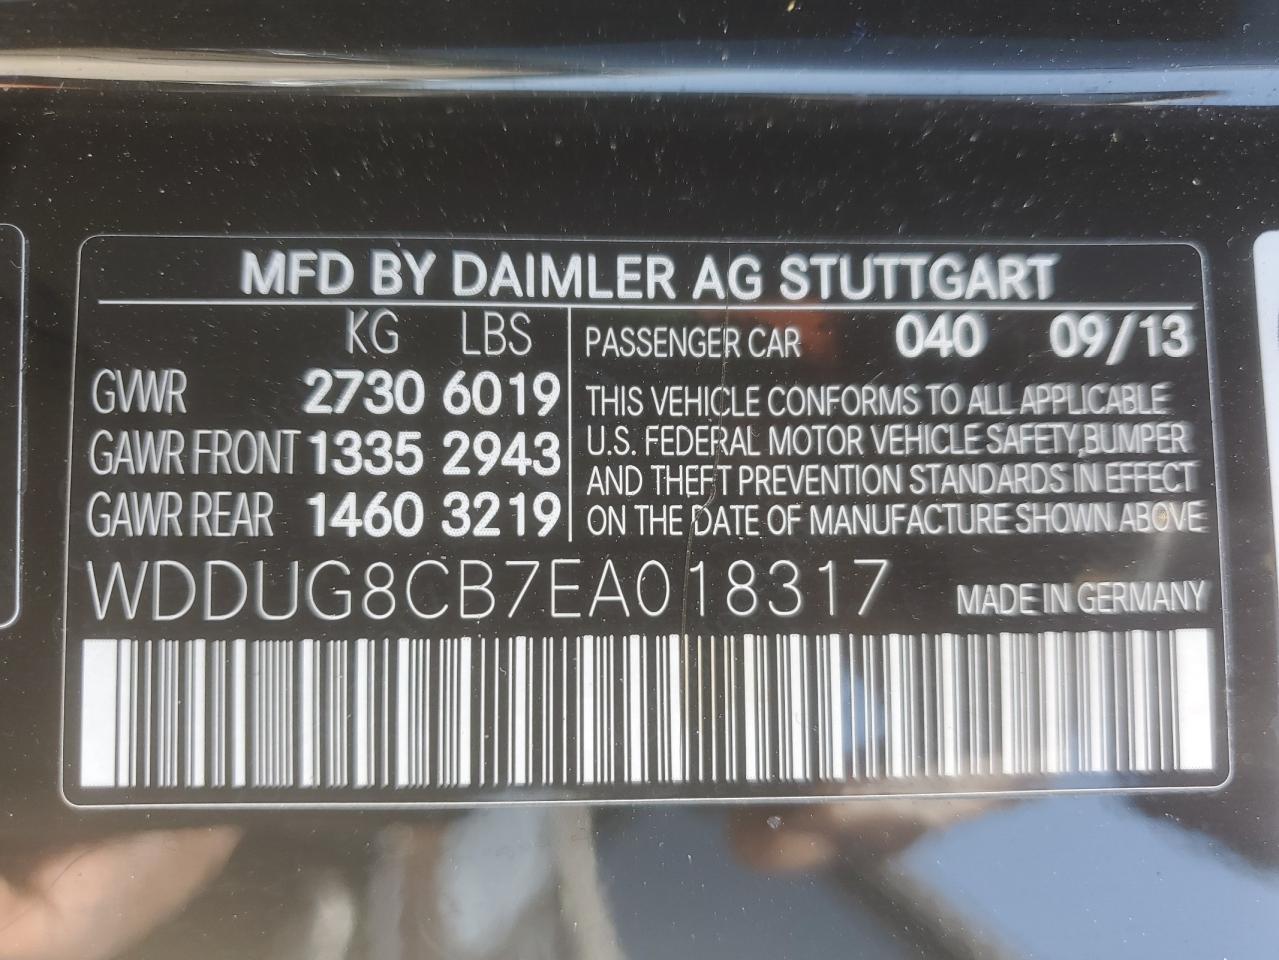 MFD BY DAIMLER AG STUTTGART
KG LBS
GVWR 2730 6019
GAWR FRONT 1335 2943
GAWR REAR 1460 3219
PASSENGER CAR 040 09/13
THIS VEHICLE CONFORMS TO ALL APPLICABLE
U.S. FEDERAL MOTOR VEHICLE SAFETY,BUMPER
AND THEFT PREVENTION STANDARDS IN EFFECT
ON THE DATE OF MANUFACTURE SHOWN ABOVE
WDDUG8CB7EA018317 MADE IN GERMANY